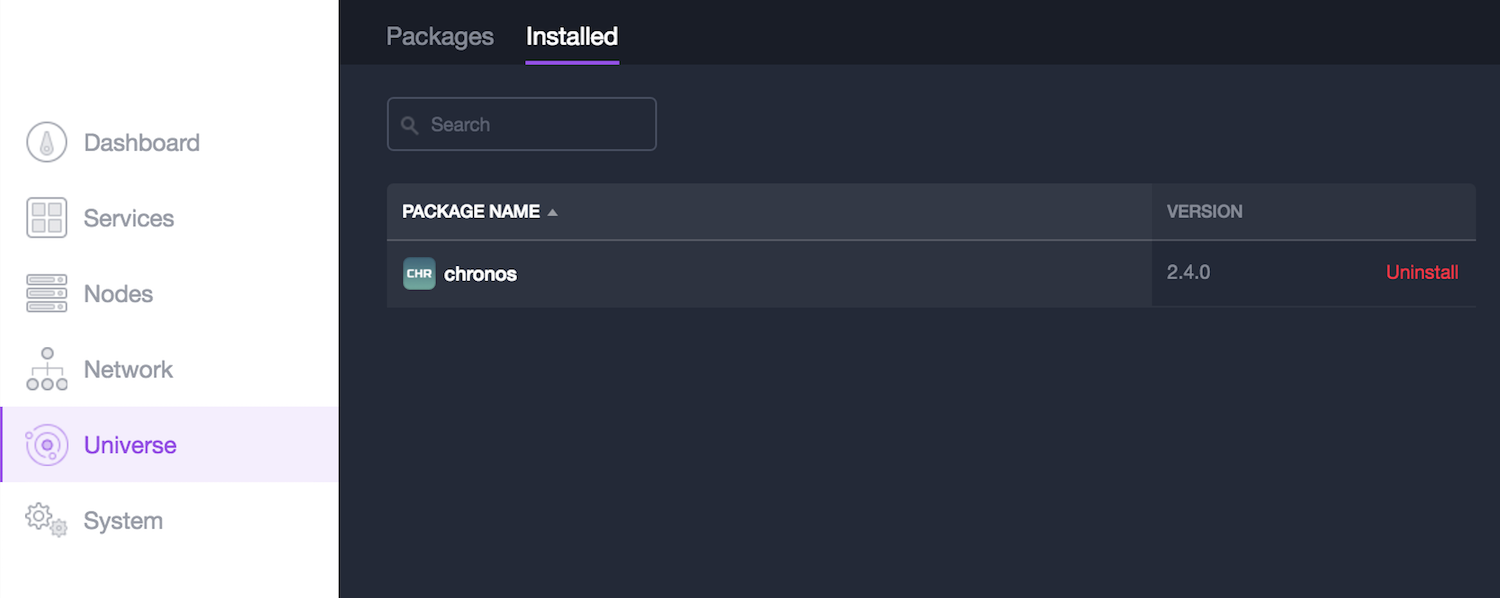 Packages Installed
Search
Dashboard
Services
Nodes
Network
Universe
System
PACKAGE NAME VERSION
CHR chronos 2.4.0 Uninstall